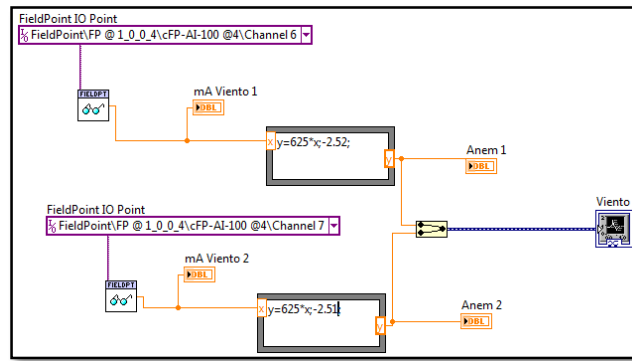 FieldPoint IO Point
FieldPoint\FP @ 1_0_0_4\cFP-AI-100 @4\Channel 6
FIELDPT
mA Viento 1
DBL
x
y=625*x;-2.52;
y
Anem 1
DBL
Viento
FieldPoint IO Point
FieldPoint\FP @ 1_0_0_4\cFP-AI-100 @4\Channel 7
FIELDPT
mA Viento 2
DBL
x
y=625*x;-2.51;
y
Anem 2
DBL